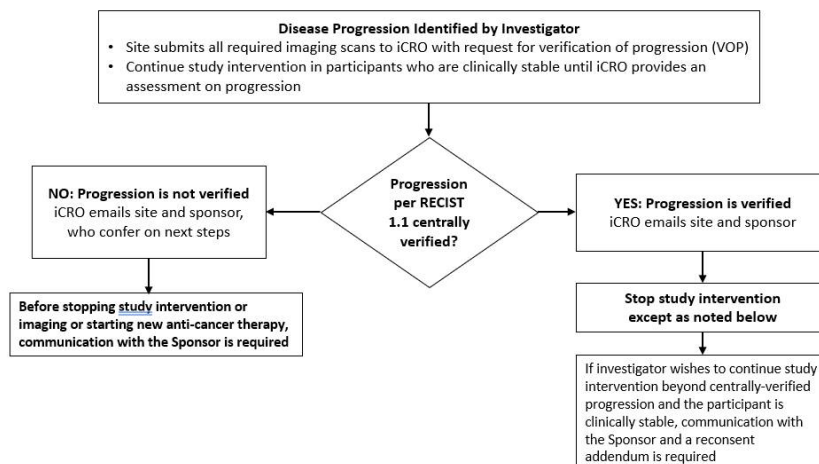 Disease Progression Identified by Investigator
• Site submits all required imaging scans to iCRO with request for verification of progression (VOP)
• Continue study intervention in participants who are clinically stable until iCRO provides an
assessment on progression
Progression
per RECIST
1.1 centrally
verified?
NO: Progression is not verified
iCRO emails site and sponsor,
who confer on next steps
Before stopping study intervention or
imaging or starting new anti-cancer therapy,
communication with the Sponsor is required
YES: Progression is verified
iCRO emails site and sponsor
Stop study intervention
except as noted below
If investigator wishes to continue study
intervention beyond centrally-verified
progression and the participant is
clinically stable, communication with
the Sponsor and a reconsent
addendum is required